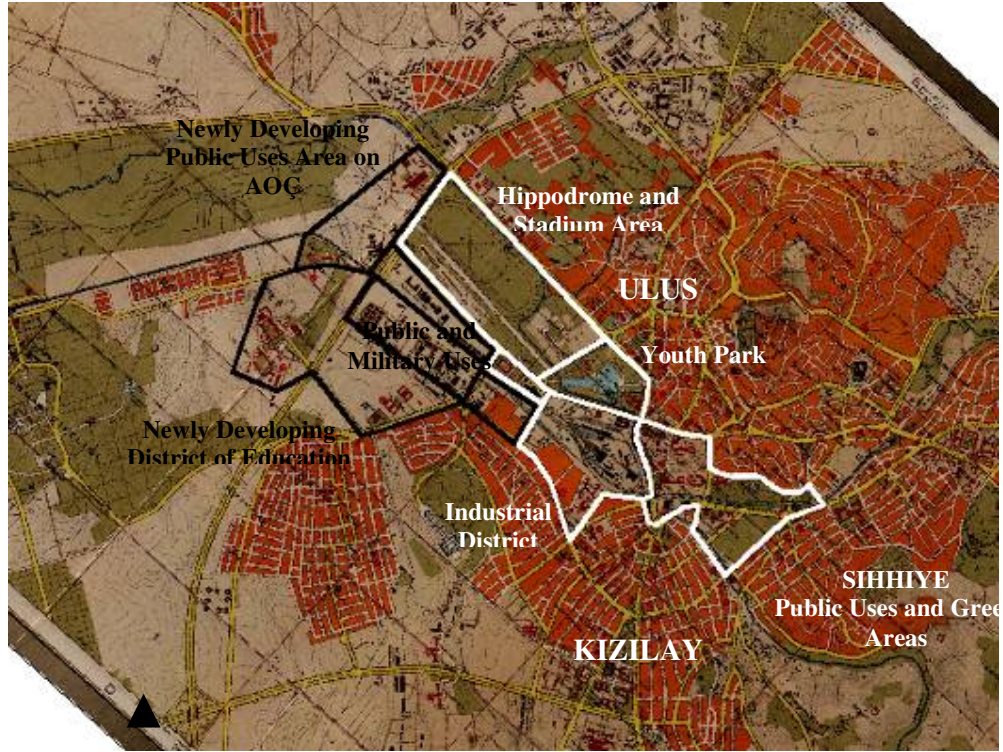 Newly Developing
Public Uses Area on
AOÇ
Hippodrome and
Stadium Area
ULUS
Public and
Military Uses
Youth Park
Newly Developing
District of Education
Industrial
District
SIHHIYE
Public Uses and Gree
Areas
KIZILAY